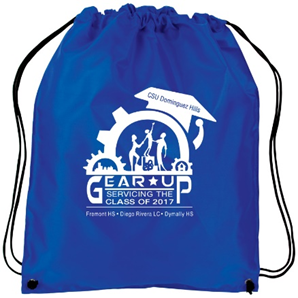 CSU Dominguez Hills
GEAR★UP
SERVICING THE
CLASS OF 2017
Fremont HS • Diego Rivera LC • Dymally HS